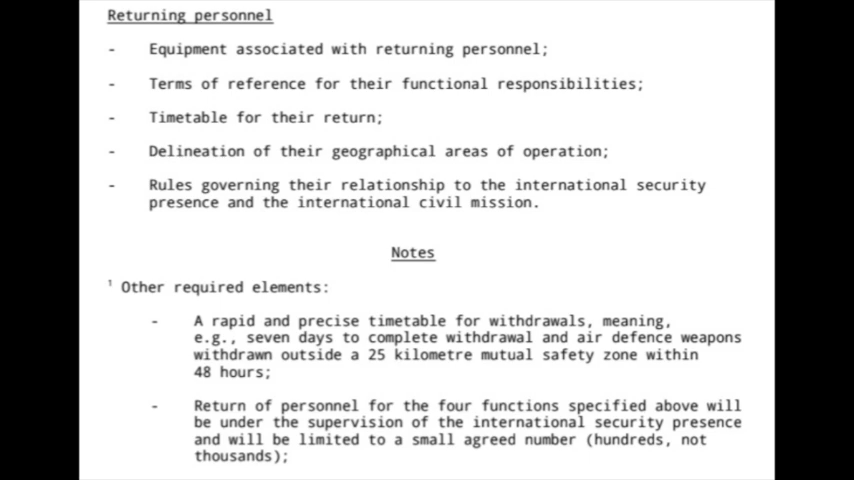 Returning personnel
- Equipment associated with returning personnel;
- Terms of reference for their functional responsibilities;
- Timetable for their return;
- Delineation of their geographical areas of operation;
- Rules governing their relationship to the international security
presence and the international civil mission.
Notes
¹ Other required elements:
- A rapid and precise timetable for withdrawals, meaning,
e.g., seven days to complete withdrawal and air defence weapons
withdrawn outside a 25 kilometre mutual safety zone within
48 hours;
- Return of personnel for the four functions specified above will
be under the supervision of the international security presence
and will be limited to a small agreed number (hundreds, not
thousands);